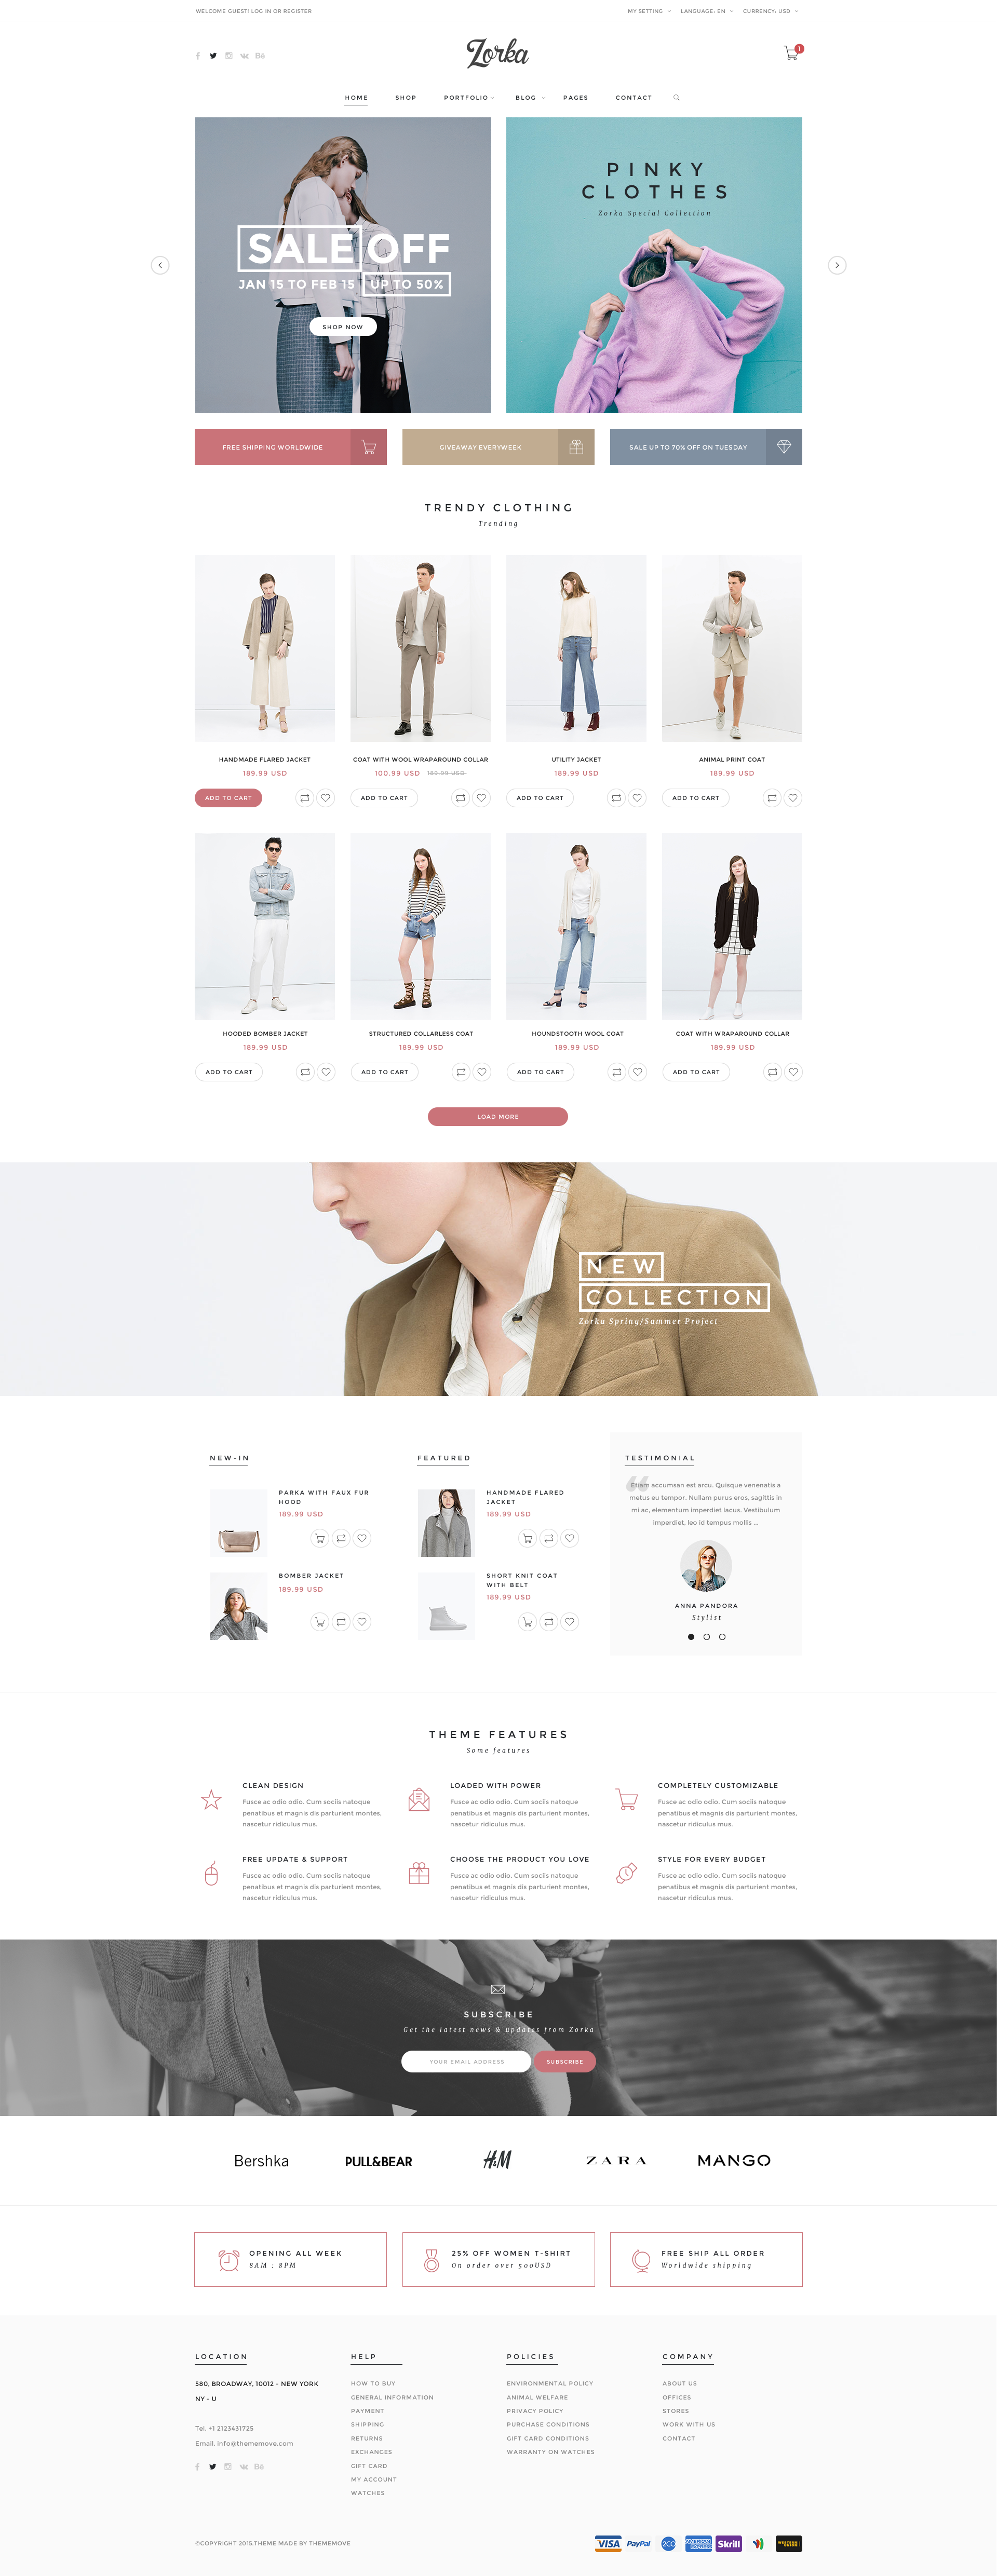 WELCOME GUEST! LOG IN OR REGISTER
MY SETTING
LANGUAGE: EN
CURRENCY: USD
Zorka
1
HOME
SHOP
PORTFOLIO
BLOG
PAGES
CONTACT
SALE OFF
JAN 15 TO FEB 15 UP TO 50%
SHOP NOW
PINKY
CLOTHES
Zorka Special Collection
FREE SHIPPING WORLDWIDE
GIVEAWAY EVERYWEEK
SALE UP TO 70% OFF ON TUESDAY
TRENDY CLOTHING
Trending
HANDMADE FLARED JACKET
189.99 USD
ADD TO CART
COAT WITH WOOL WRAPAROUND COLLAR
100.99 USD 189.99 USD
ADD TO CART
UTILITY JACKET
189.99 USD
ADD TO CART
ANIMAL PRINT COAT
189.99 USD
ADD TO CART
HOODED BOMBER JACKET
189.99 USD
ADD TO CART
STRUCTURED COLLARLESS COAT
189.99 USD
ADD TO CART
HOUNDSTOOTH WOOL COAT
189.99 USD
ADD TO CART
COAT WITH WRAPAROUND COLLAR
189.99 USD
ADD TO CART
LOAD MORE
NEW
COLLECTION
Zorka Spring/Summer Project
NEW-IN
PARKA WITH FAUX FUR
HOOD
189.99 USD
BOMBER JACKET
189.99 USD
FEATURED
HANDMADE FLARED
JACKET
189.99 USD
SHORT KNIT COAT
WITH BELT
189.99 USD
TESTIMONIAL
“
Etiam accumsan est arcu. Quisque venenatis a
metus eu tempor. Nullam purus eros, sagittis in
mi ac, elementum imperdiet lacus. Vestibulum
imperdiet, leo id tempus mollis ...
ANNA PANDORA
Stylist
THEME FEATURES
Some features
CLEAN DESIGN
Fusce ac odio odio. Cum sociis natoque
penatibus et magnis dis parturient montes,
nascetur ridiculus mus.
LOADED WITH POWER
Fusce ac odio odio. Cum sociis natoque
penatibus et magnis dis parturient montes,
nascetur ridiculus mus.
COMPLETELY CUSTOMIZABLE
Fusce ac odio odio. Cum sociis natoque
penatibus et magnis dis parturient montes,
nascetur ridiculus mus.
FREE UPDATE & SUPPORT
Fusce ac odio odio. Cum sociis natoque
penatibus et magnis dis parturient montes,
nascetur ridiculus mus.
CHOOSE THE PRODUCT YOU LOVE
Fusce ac odio odio. Cum sociis natoque
penatibus et magnis dis parturient montes,
nascetur ridiculus mus.
STYLE FOR EVERY BUDGET
Fusce ac odio odio. Cum sociis natoque
penatibus et magnis dis parturient montes,
nascetur ridiculus mus.
SUBSCRIBE
Get the latest news & updates from Zorka
YOUR EMAIL ADDRESS
SUBSCRIBE
Bershka
PULL&BEAR
H&M
ZARA
MANGO
OPENING ALL WEEK
8AM : 8PM
25% OFF WOMEN T-SHIRT
On order over 500USD
FREE SHIP ALL ORDER
Worldwide shipping
LOCATION
580, BROADWAY, 10012 - NEW YORK
NY - U
Tel. +1 2123431725
Email. info@thememove.com
HELP
HOW TO BUY
GENERAL INFORMATION
PAYMENT
SHIPPING
RETURNS
EXCHANGES
GIFT CARD
MY ACCOUNT
WATCHES
POLICIES
ENVIRONMENTAL POLICY
ANIMAL WELFARE
PRIVACY POLICY
PURCHASE CONDITIONS
GIFT CARD CONDITIONS
WARRANTY ON WATCHES
COMPANY
ABOUT US
OFFICES
STORES
WORK WITH US
CONTACT
©COPYRIGHT 2015.THEME MADE BY THEMEMOVE
VISA
PayPal
2CO
AMERICAN EXPRESS
Skrill
WESTERN UNION